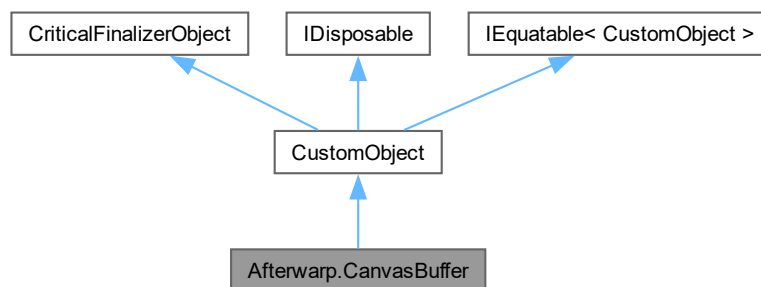 CriticalFinalizerObject
IDisposable
IEquatable< CustomObject >
CustomObject
Afterwarp.CanvasBuffer